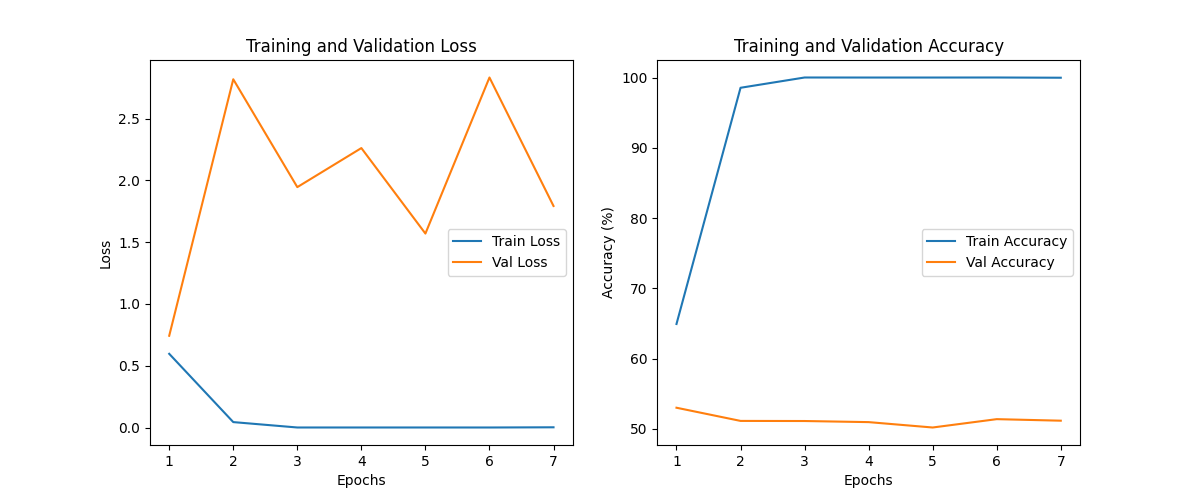 Training and Validation Loss
2.5
2.0
1.5
1.0
0.5
0.0
Loss
Train Loss
Val Loss
1 2 3 4 5 6 7
Epochs
Training and Validation Accuracy
100
90
80
70
60
50
Accuracy (%)
Train Accuracy
Val Accuracy
1 2 3 4 5 6 7
Epochs